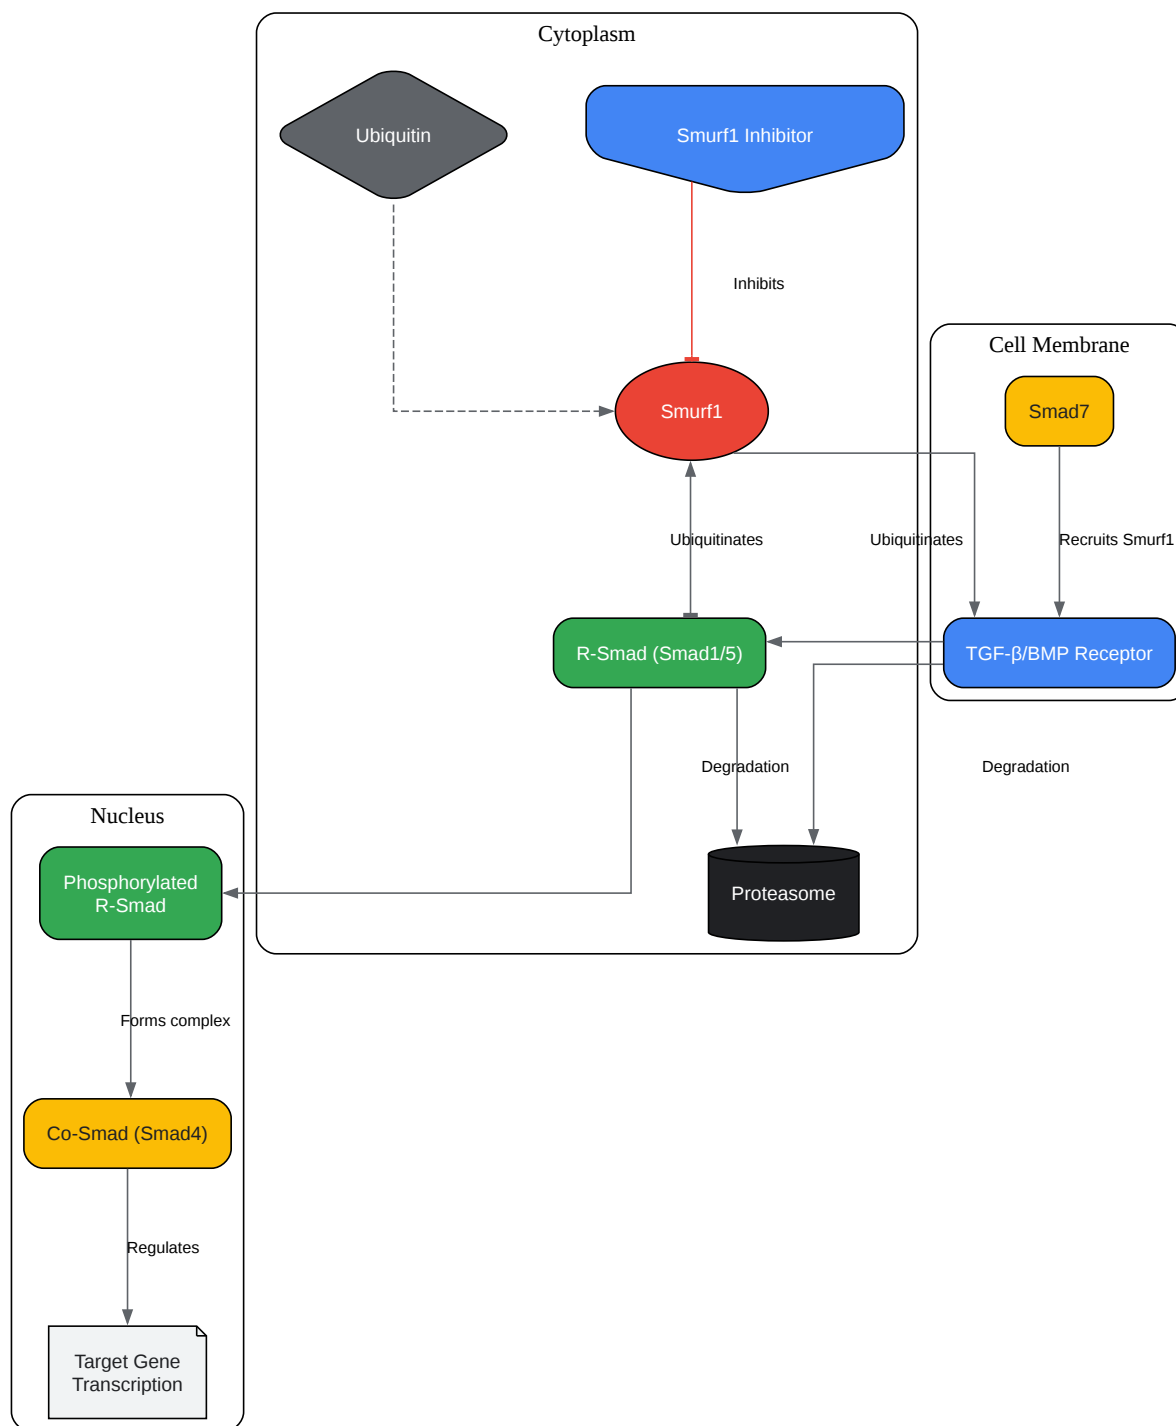 Cytoplasm
Ubiquitin
Smurf1 Inhibitor
Inhibits
Cell Membrane
Smurf1
Smad7
Ubiquitinates
Ubiquitinates
Recruits Smurf1
R-Smad (Smad1/5)
TGF-β/BMP Receptor
Degradation
Degradation
Nucleus
Phosphorylated
R-Smad
Proteasome
Forms complex
Co-Smad (Smad4)
Regulates
Target Gene
Transcription